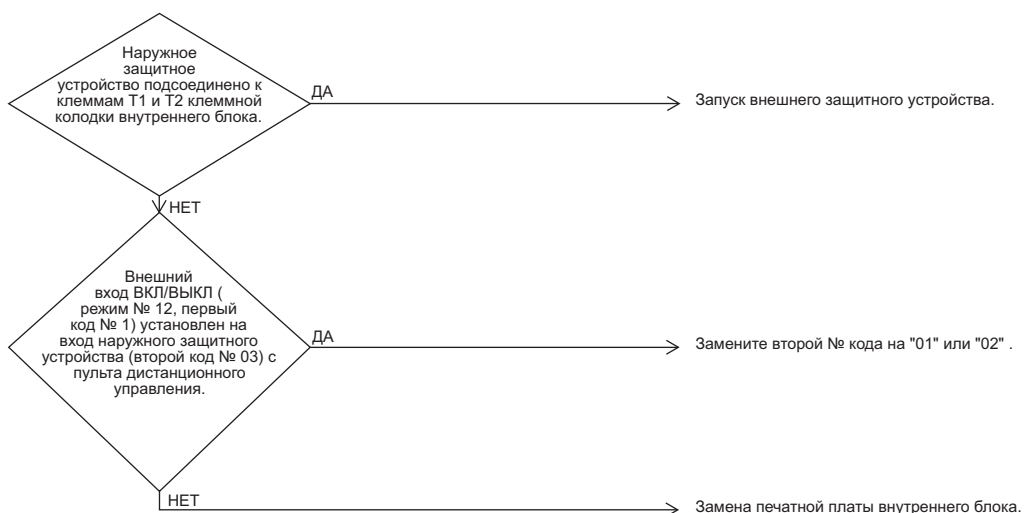 Наружное
защитное
устройство подсоединено к
клеммам T1 и T2 клеммной
колодки внутреннего блока.
ДА
Запуск внешнего защитного устройства.
НЕТ
Внешний
вход ВКЛ/ВЫКЛ (
режим № 12, первый
код № 1) установлен на
вход наружного защитного
устройства (второй код № 03) с
пульта дистанционного
управления.
ДА
Замените второй № кода на "01" или "02" .
НЕТ
Замена печатной платы внутреннего блока.